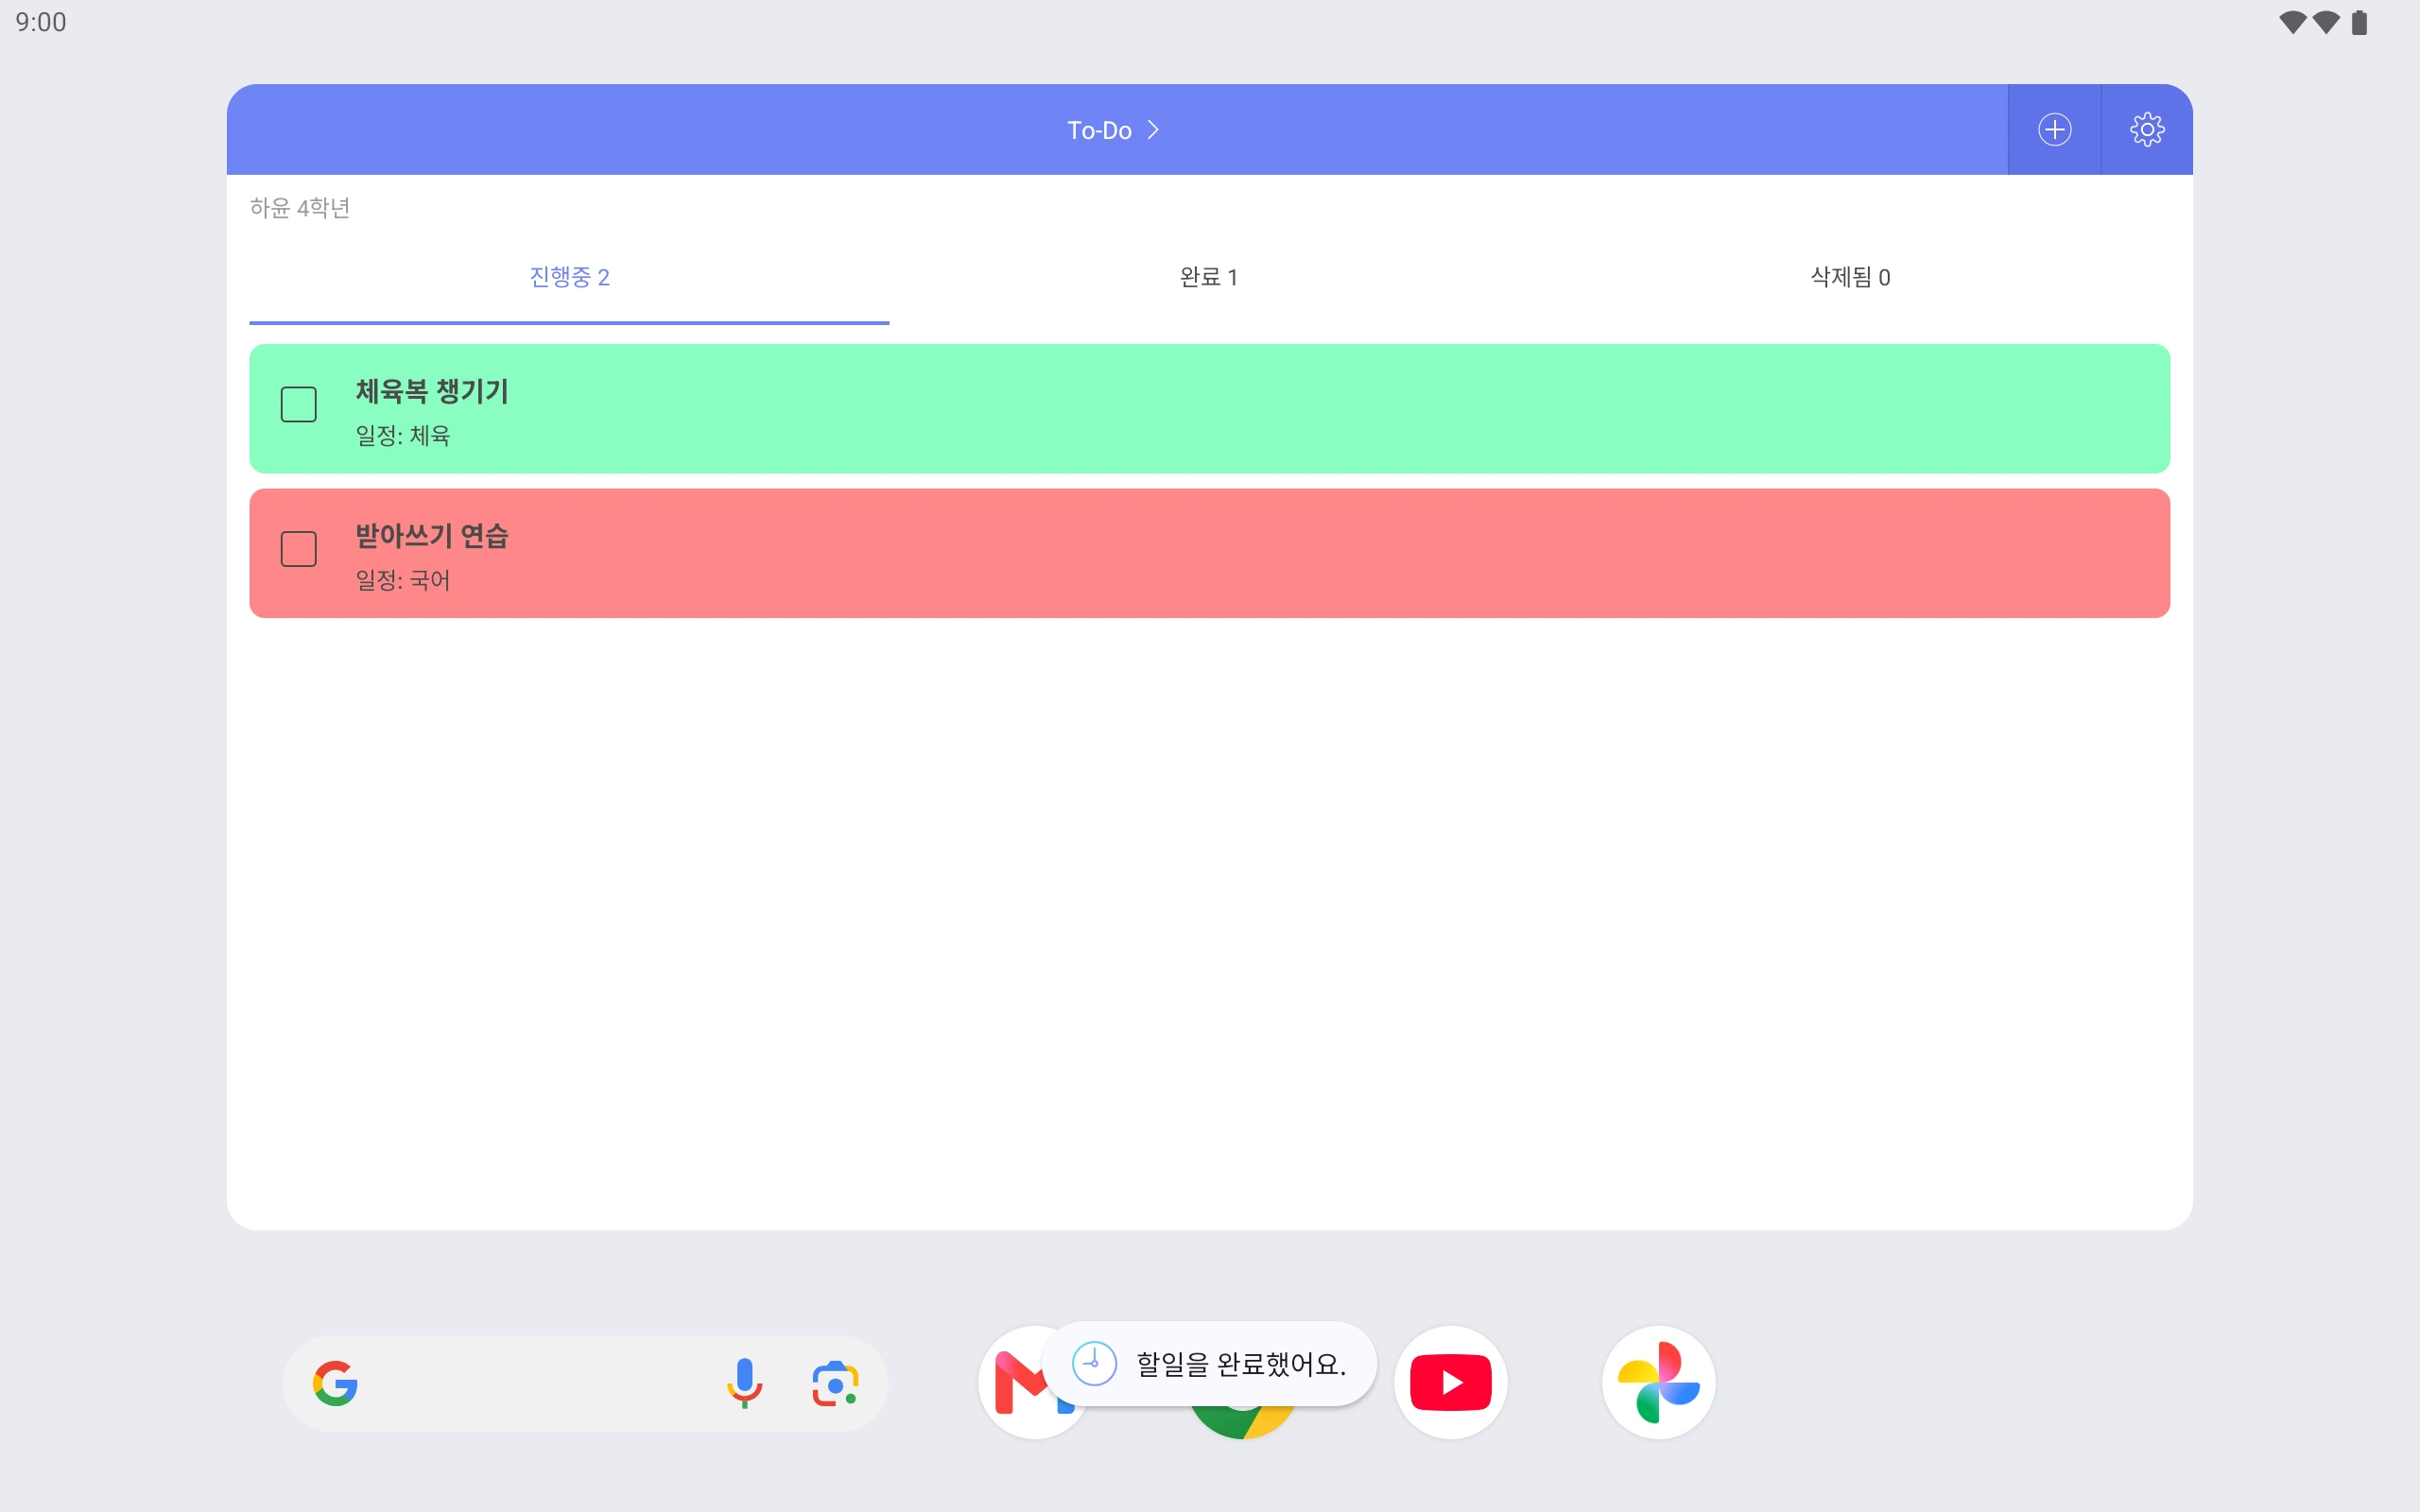 9:00
To-Do
하윤 4학년
진행중 2
완료 1
삭제됨 0
체육복 챙기기
일정: 체육
받아쓰기 연습
일정: 국어
할일을 완료했어요.